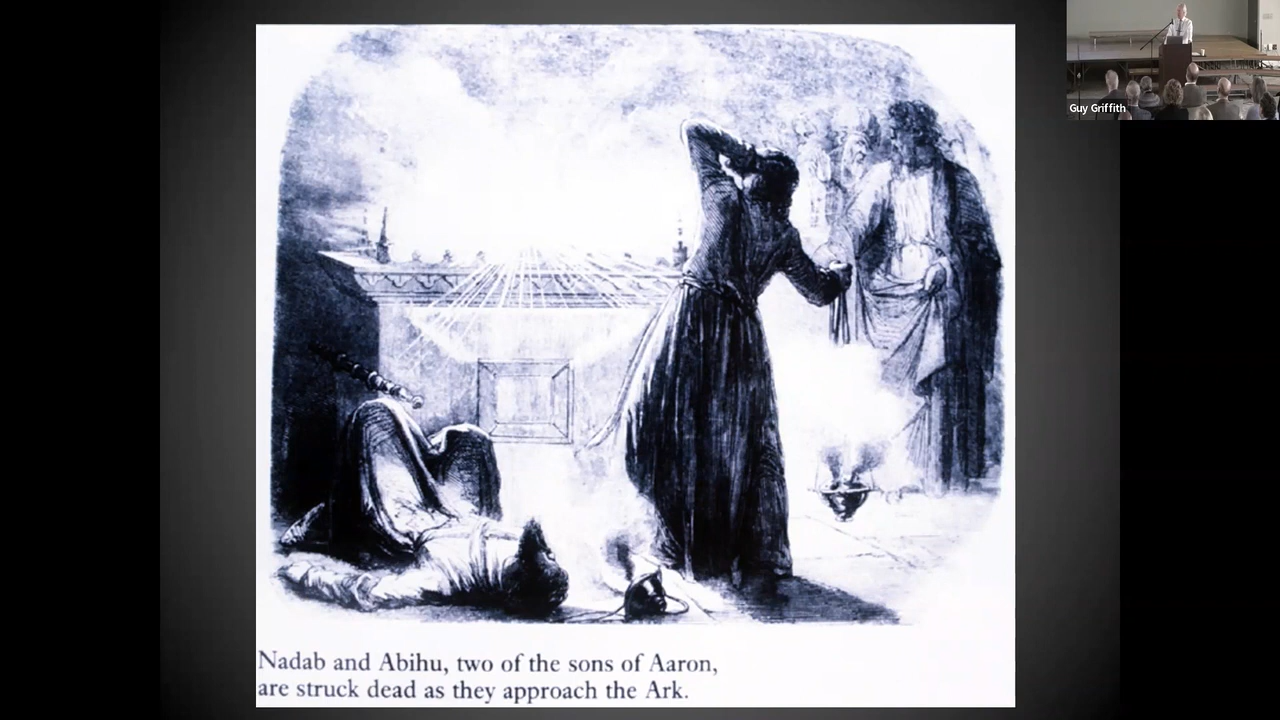 Guy Griffith
Nadab and Abihu, two of the sons of Aaron,
are struck dead as they approach the Ark.